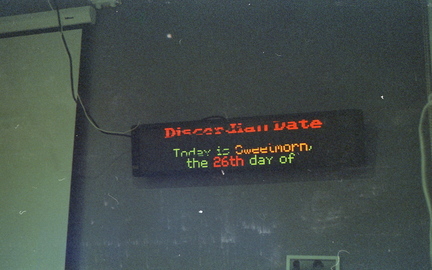 Discordian Date
Today is Sweetmorn,
the 26th day of